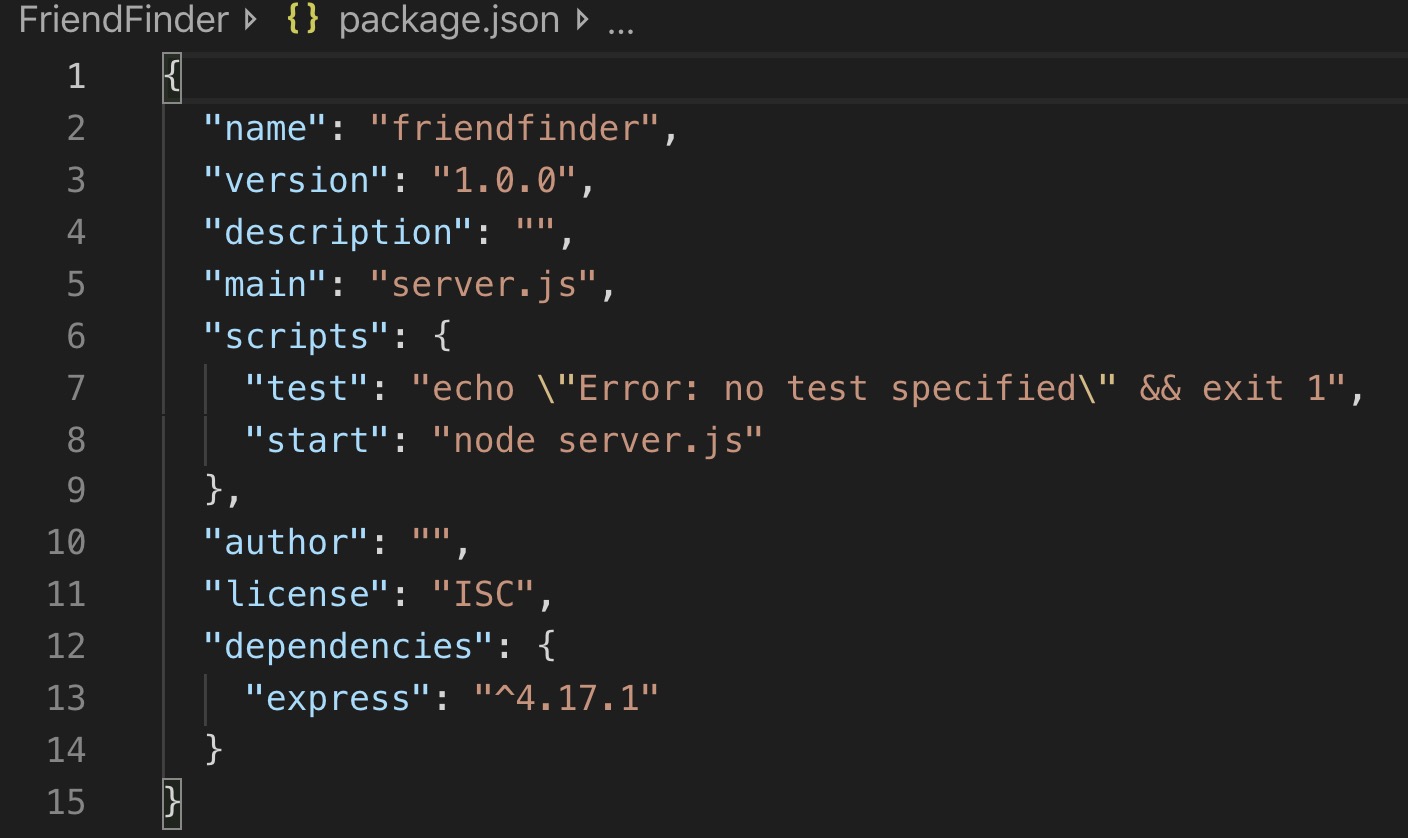 FriendFinder {} package.json ...
1 {
2 "name": "friendfinder",
3 "version": "1.0.0",
4 "description": "",
5 "main": "server.js",
6 "scripts": {
7 "test": "echo \"Error: no test specified\" && exit 1",
8 "start": "node server.js"
9 },
10 "author": "",
11 "license": "ISC",
12 "dependencies": {
13 "express": "^4.17.1"
14 }
15 }